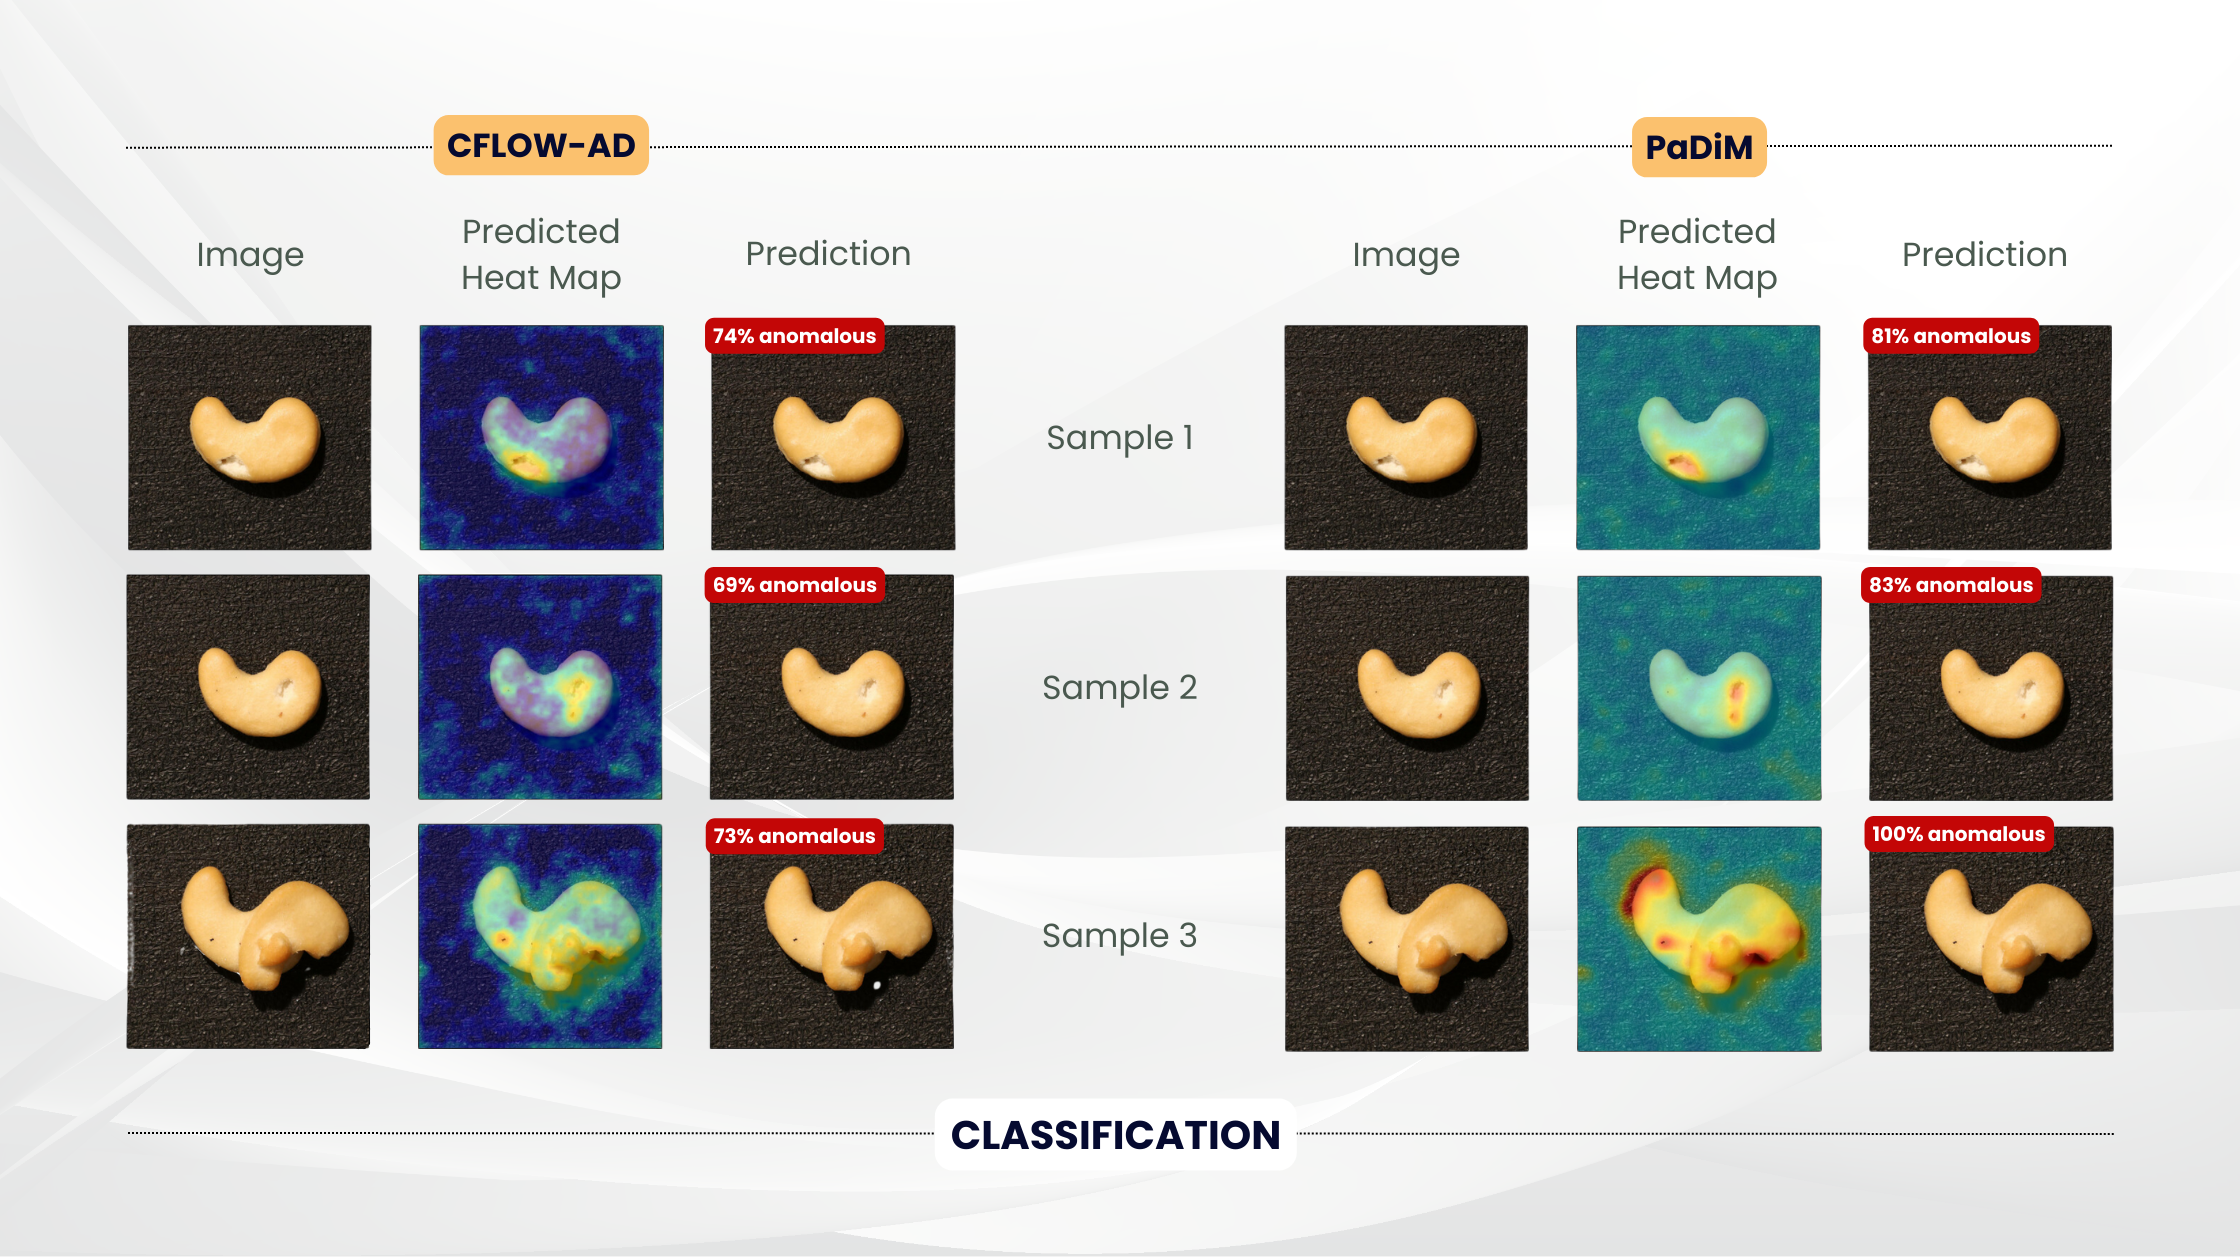 CFLOW-AD
PaDiM
Image
Predicted
Heat Map
Prediction
Image
Predicted
Heat Map
Prediction
74% anomalous
Sample 1
81% anomalous
69% anomalous
Sample 2
83% anomalous
73% anomalous
Sample 3
100% anomalous
CLASSIFICATION